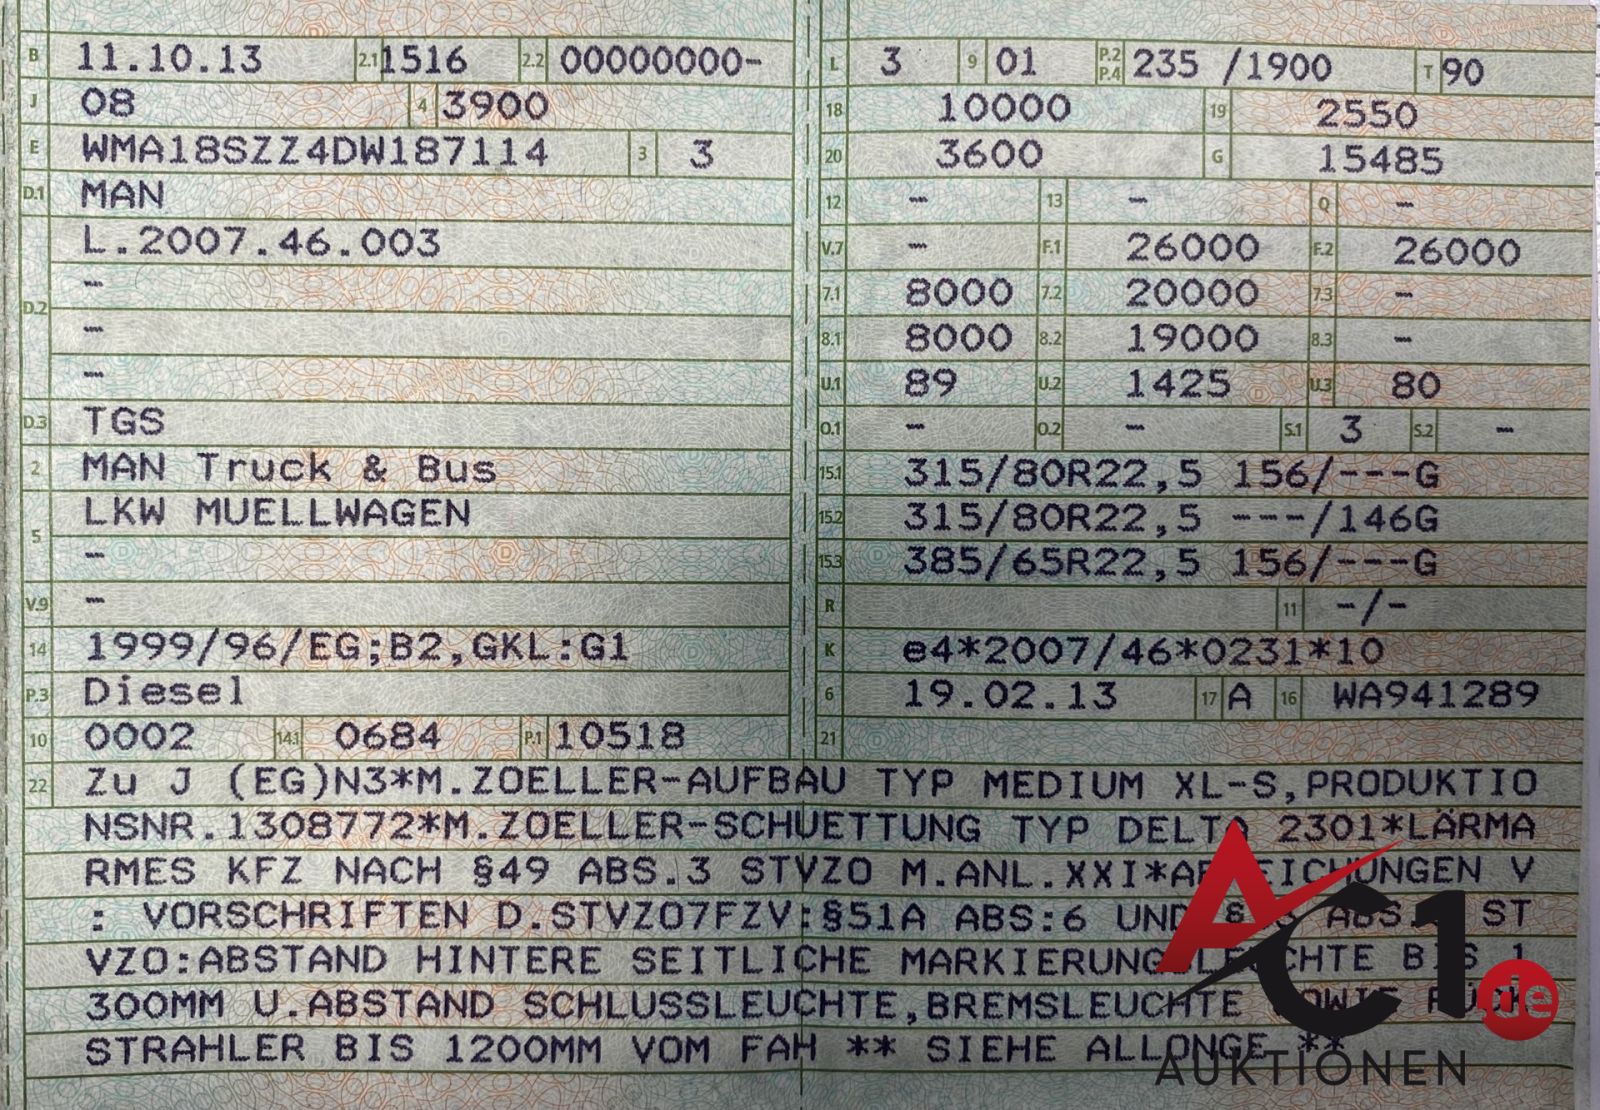 B 11.10.13 2.1 1516 2.2 00000000-
J 08 4 3900
E WMA18SZZ4DW187114 3 3
D.1 MAN
L.2007.46.003
-
D.2 -
-
D.3 TGS
2 MAN Truck & Bus
LKW MUELLWAGEN
5 -
V.9 -
14 1999/96/EG;B2,GKL:G1
P.3 Diesel
10 0002 14.1 0684 P.1 10518
L 3 9 01 P.2 P.4 235 /1900 T 90
18 10000 19 2550
20 3600 G 15485
12 - 13 - Q -
V.7 - F.1 26000 F.2 26000
7.1 8000 7.2 20000 7.3 -
8.1 8000 8.2 19000 8.3 -
U.1 89 U.2 1425 U.3 80
O.1 - O.2 - S.1 3 S.2 -
15.1 315/80R22,5 156/---G
15.2 315/80R22,5 ---/146G
15.3 385/65R22,5 156/---G
R 11 -/-
K e4*2007/46*0231*10
6 19.02.13 17 A 16 WA941289
21
22 Zu J (EG)N3*M.ZOELLER-AUFBAU TYP MEDIUM XL-S,PRODUKTIO
NSNR.1308772*M.ZOELLER-SCHUETTUNG TYP DELTA 2301*LÄRMA
RMES KFZ NACH §49 ABS.3 STVZO M.ANL.XXI*ABWEICHUNGEN V
: VORSCHRIFTEN D.STVZO7FZV:§51A ABS:6 UND ABS. ST
VZO:ABSTAND HINTERE SEITLICHE MARKIERUNGSLEUCHTE BIS 1
300MM U.ABSTAND SCHLUSSLEUCHTE,BREMSLEUCHTE SOWIE RÜCK
STRAHLER BIS 1200MM VOM FAH ** SIEHE ALLONGE **
AC1.de
AUKTIONEN